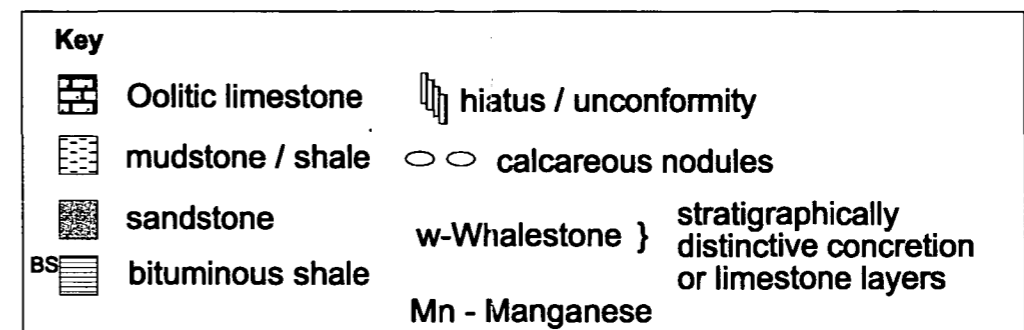 Key
Oolitic limestone
mudstone / shale
sandstone
BS bituminous shale
hiatus / unconformity
calcareous nodules
w-Whalestone } stratigraphically
distinctive concretion
or limestone layers
Mn - Manganese